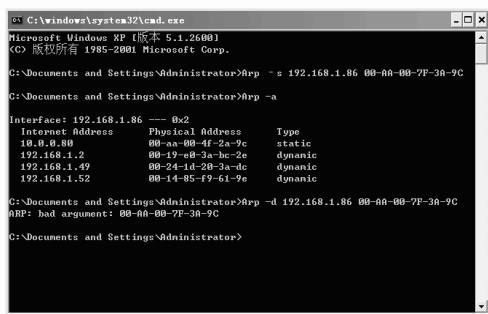 C:\windows\system32\cmd.exe
Microsoft Windows XP [版本 5.1.2600]
(C) 版权所有 1985-2001 Microsoft Corp.
C:\Documents and Settings\Administrator>Arp -s 192.168.1.86 00-AA-00-7F-3A-9C
C:\Documents and Settings\Administrator>Arp -a
Interface: 192.168.1.86 --- 0x2
Internet Address Physical Address Type
10.0.0.80 00-aa-00-4f-2a-9c static
192.168.1.2 00-19-e0-3a-bc-2e dynamic
192.168.1.49 00-24-1d-20-3a-dc dynamic
192.168.1.52 00-14-85-f9-61-9e dynamic
C:\Documents and Settings\Administrator>Arp -d 192.168.1.86 00-AA-00-7F-3A-9C
ARP: bad argument: 00-AA-00-7F-3A-9C
C:\Documents and Settings\Administrator>